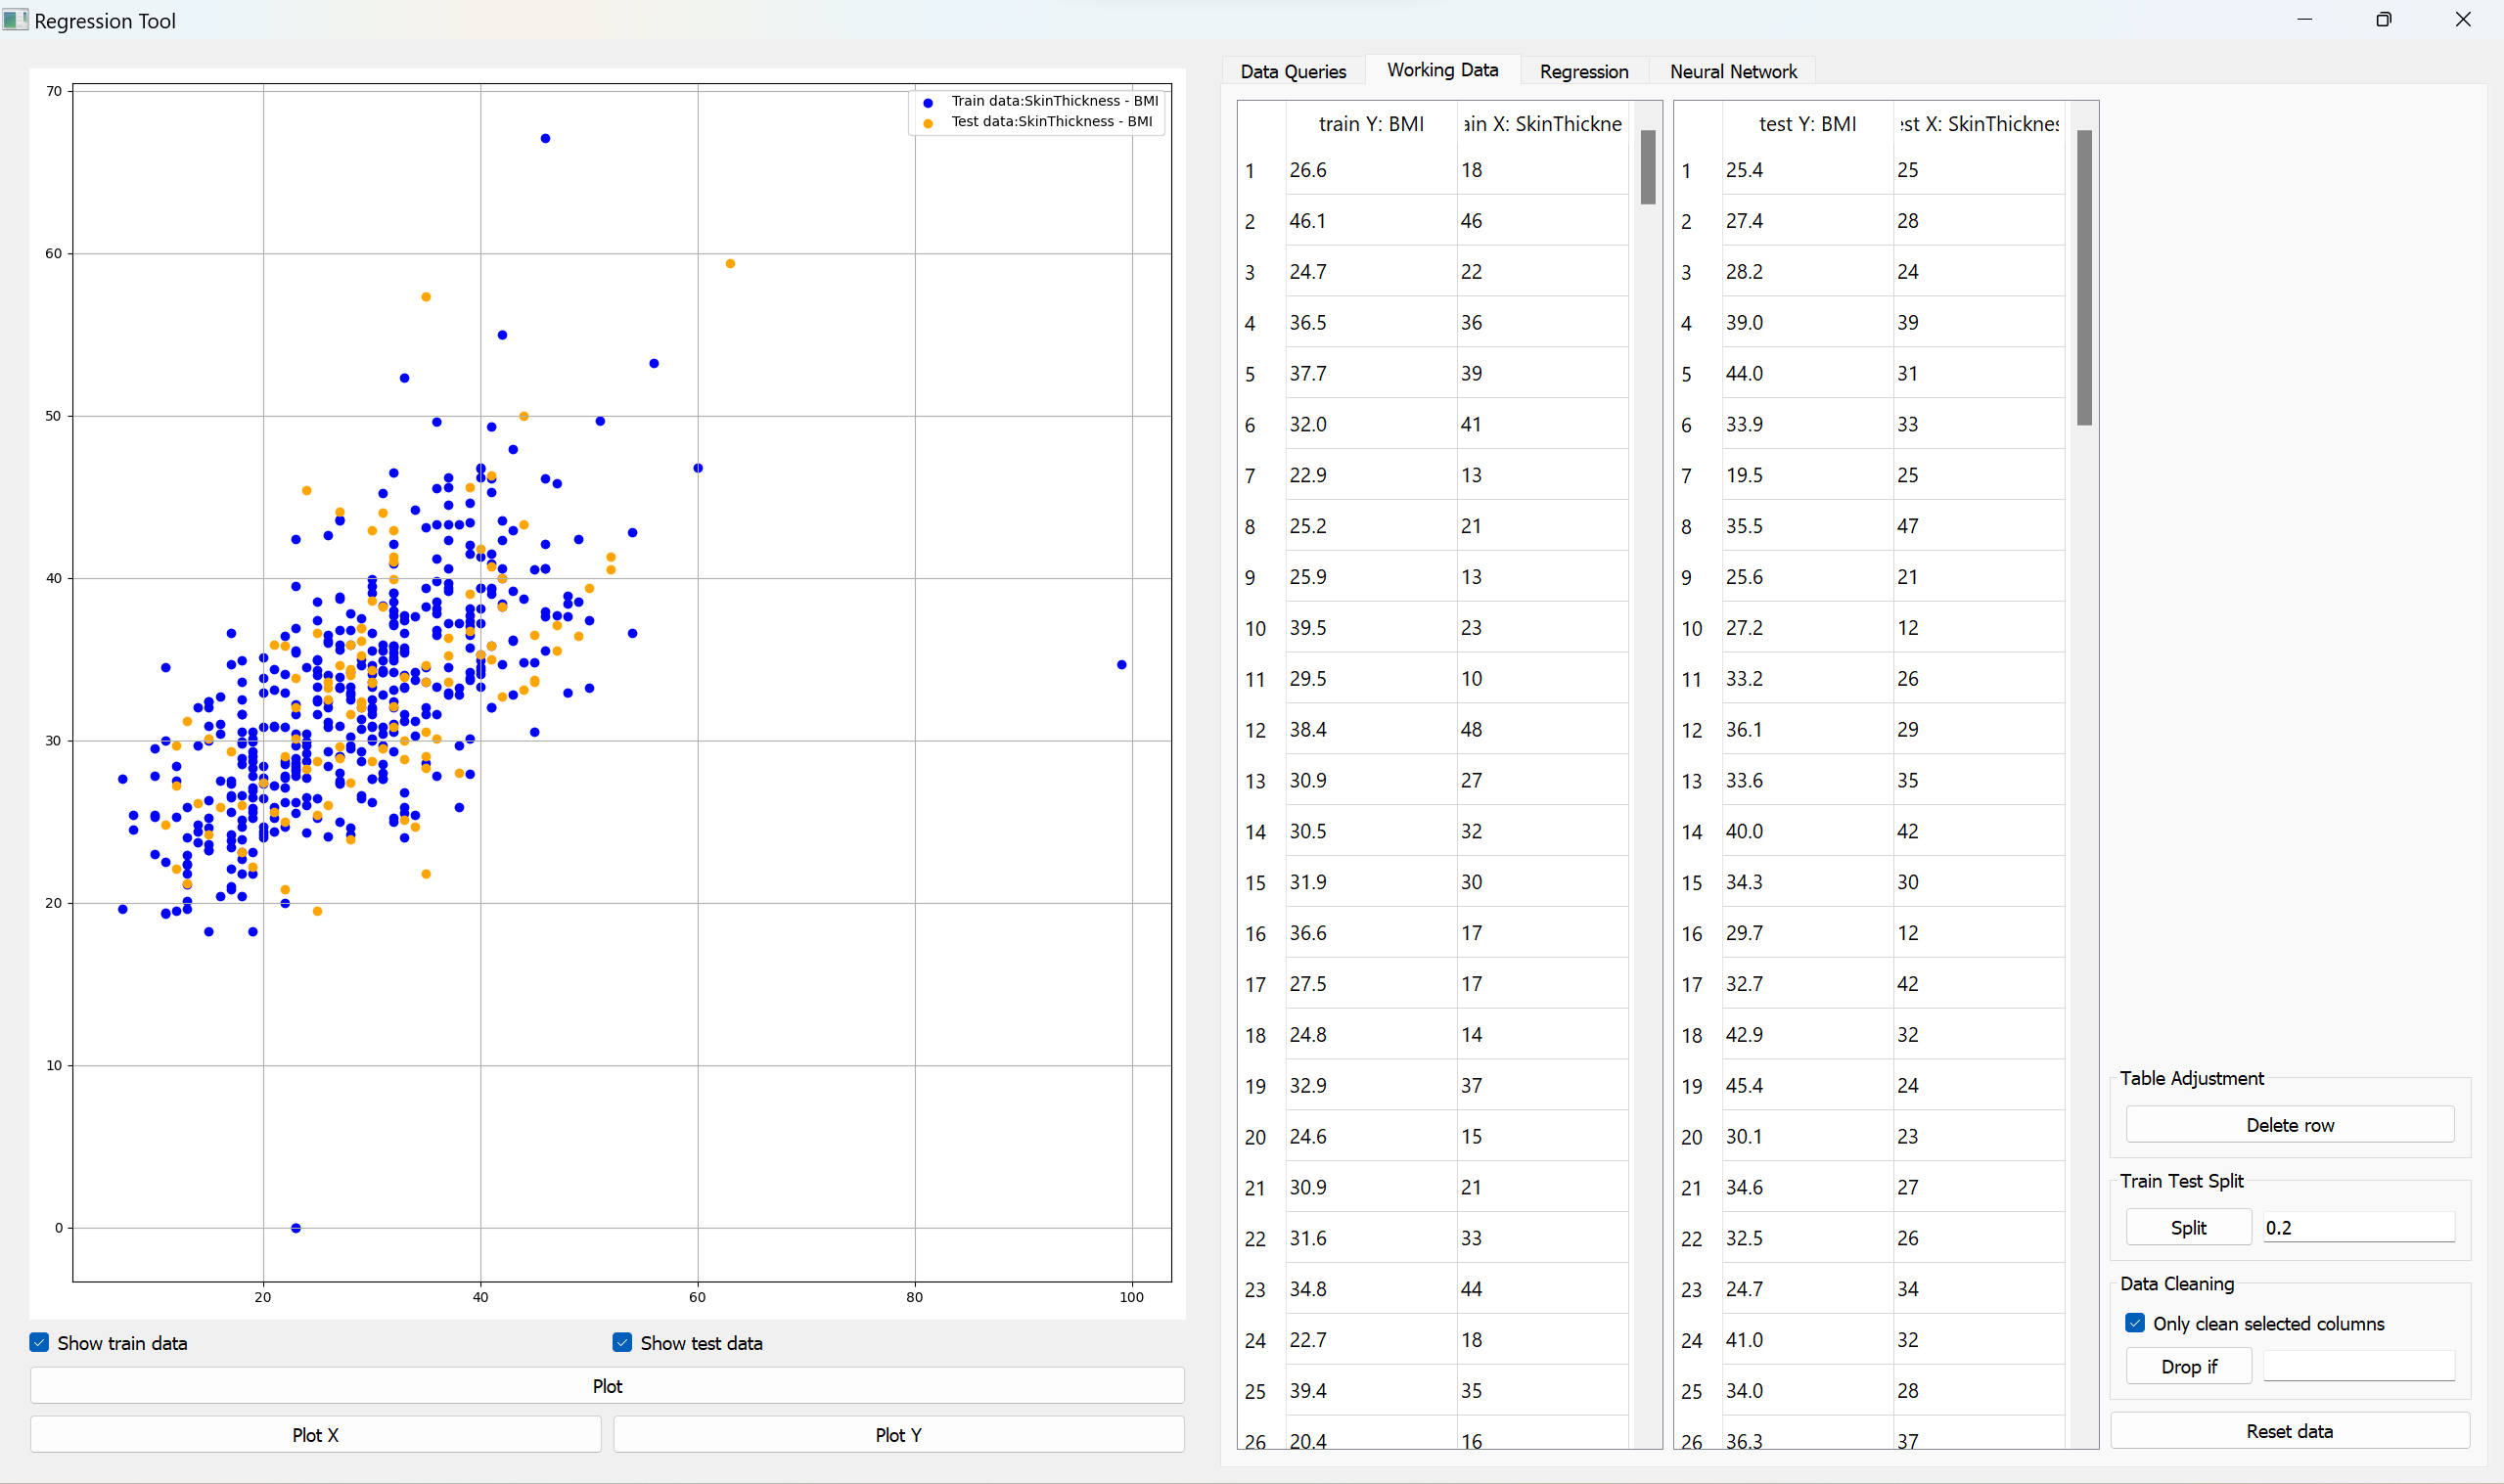 Regression Tool
70
60
50
40
30
20
10
0
20
40
60
80
100
Train data:SkinThickness - BMI
Test data:SkinThickness - BMI
Show train data
Show test data
Plot
Plot X
Plot Y
Data Queries
Working Data
Regression
Neural Network
train Y: BMI ain X: SkinThickne
1 26.6 18
2 46.1 46
3 24.7 22
4 36.5 36
5 37.7 39
6 32.0 41
7 22.9 13
8 25.2 21
9 25.9 13
10 39.5 23
11 29.5 10
12 38.4 48
13 30.9 27
14 30.5 32
15 31.9 30
16 36.6 17
17 27.5 17
18 24.8 14
19 32.9 37
20 24.6 15
21 30.9 21
22 31.6 33
23 34.8 44
24 22.7 18
25 39.4 35
26 20.4 16
test Y: BMI est X: SkinThicknes
1 25.4 25
2 27.4 28
3 28.2 24
4 39.0 39
5 44.0 31
6 33.9 33
7 19.5 25
8 35.5 47
9 25.6 21
10 27.2 12
11 33.2 26
12 36.1 29
13 33.6 35
14 40.0 42
15 34.3 30
16 29.7 12
17 32.7 42
18 42.9 32
19 45.4 24
20 30.1 23
21 34.6 27
22 32.5 26
23 24.7 34
24 41.0 32
25 34.0 28
26 36.3 37
Table Adjustment
Delete row
Train Test Split
Split 0.2
Data Cleaning
Only clean selected columns
Drop if
Reset data